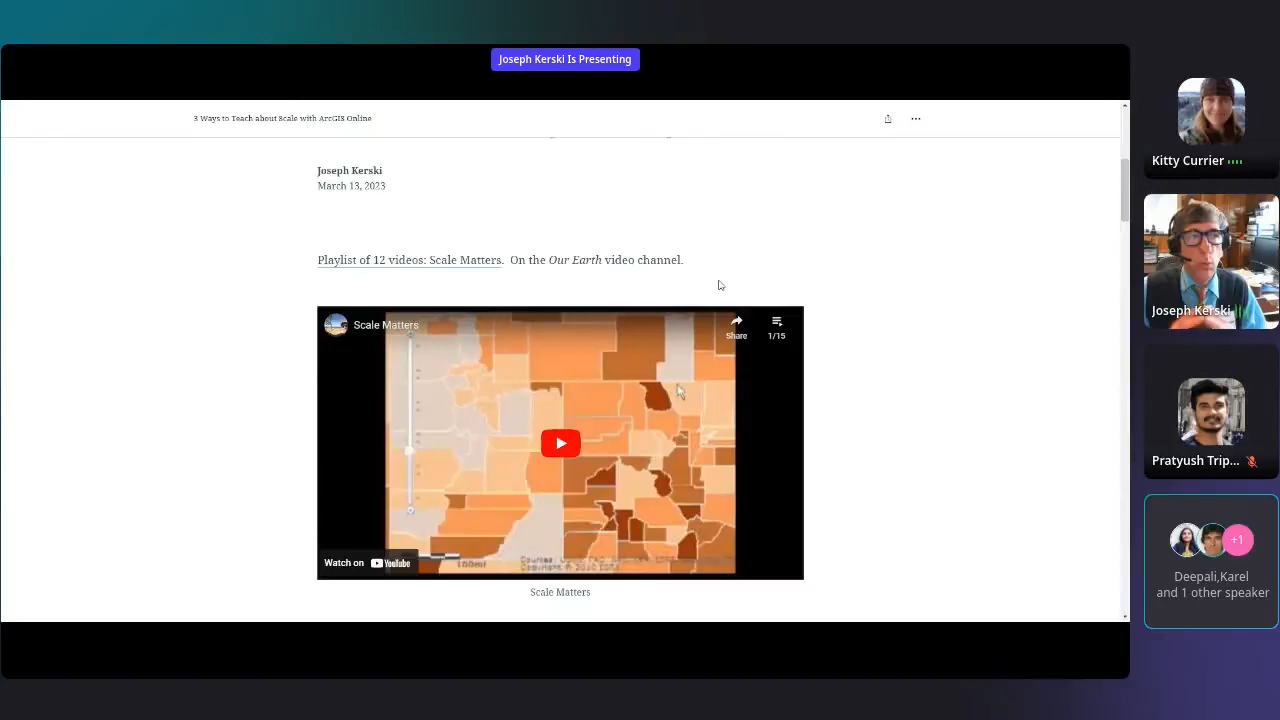 Joseph Kerski Is Presenting
3 Ways to Teach about Scale with ArcGIS Online
Joseph Kerski
March 13, 2023
Playlist of 12 videos: Scale Matters. On the Our Earth video channel.
Scale Matters
Share
1/15
100mi
Watch on YouTube
Scale Matters
Kitty Currier
Joseph Kerski
Pratyush Trip...
+1
Deepali,Karel
and 1 other speaker